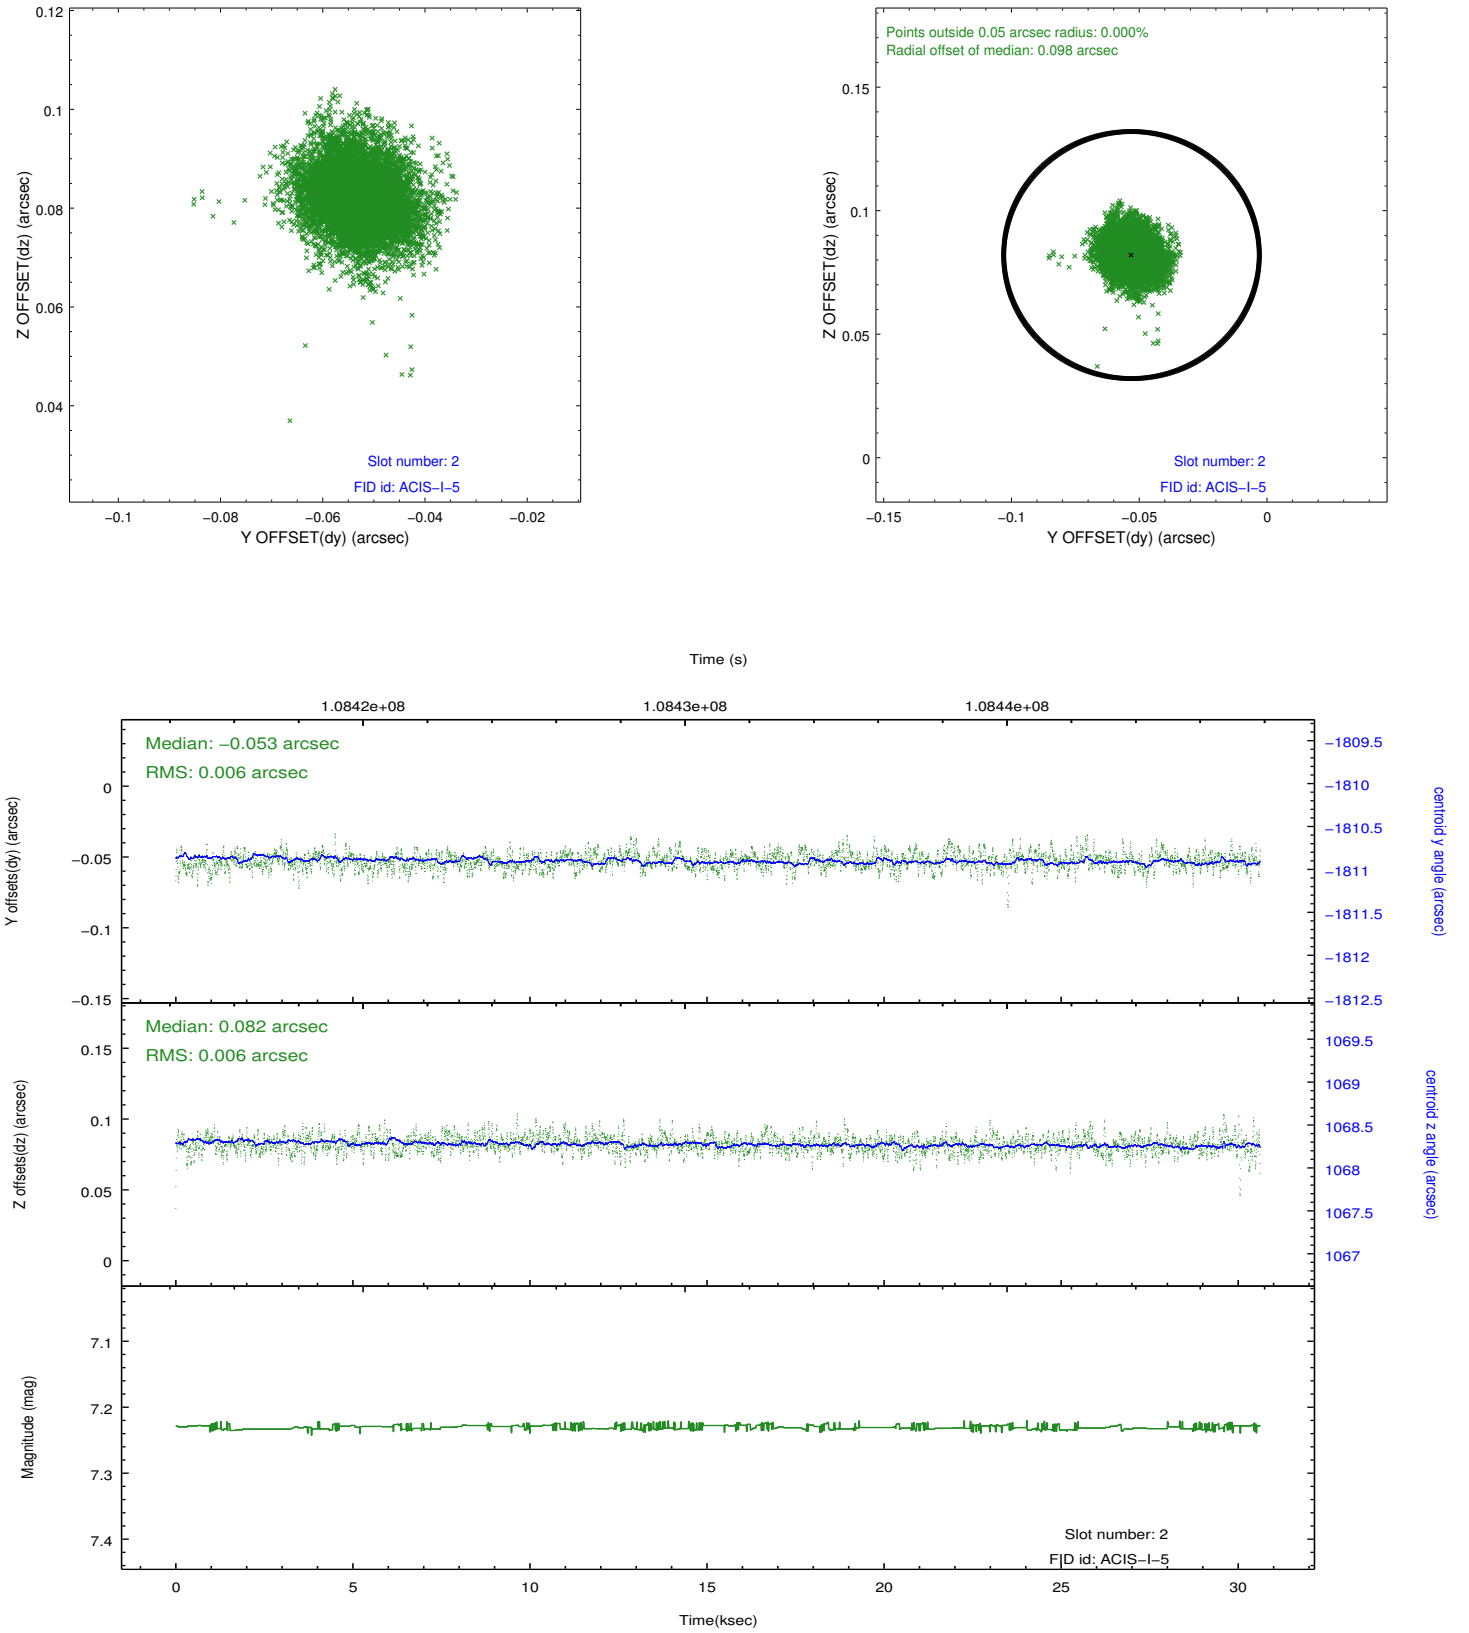 0.12
0.1
0.08
0.06
0.04
Z OFFSET(dz) (arcsec)
Slot number: 2
FID id: ACIS−I−5
−0.1
−0.08
−0.06
−0.04
−0.02
Y OFFSET(dy) (arcsec)
Points outside 0.05 arcsec radius: 0.000%
Radial offset of median: 0.098 arcsec
0.15
0.1
0.05
0
Z OFFSET(dz) (arcsec)
Slot number: 2
FID id: ACIS−I−5
−0.15
−0.1
−0.05
0
Y OFFSET(dy) (arcsec)
Time (s)
1.0842e+08
1.0843e+08
1.0844e+08
Median: −0.053 arcsec
RMS: 0.006 arcsec
0
−0.05
−0.1
−0.15
Y offsets(dy) (arcsec)
−1809.5
−1810
−1810.5
−1811
−1811.5
−1812
−1812.5
centroid y angle (arcsec)
Median: 0.082 arcsec
RMS: 0.006 arcsec
0.15
0.1
0.05
0
Z offsets(dz) (arcsec)
1069.5
1069
1068.5
1068
1067.5
1067
centroid z angle (arcsec)
7.1
7.2
7.3
7.4
Magnitude (mag)
Slot number: 2
FID id: ACIS−I−5
0
5
10
15
20
25
30
Time(ksec)